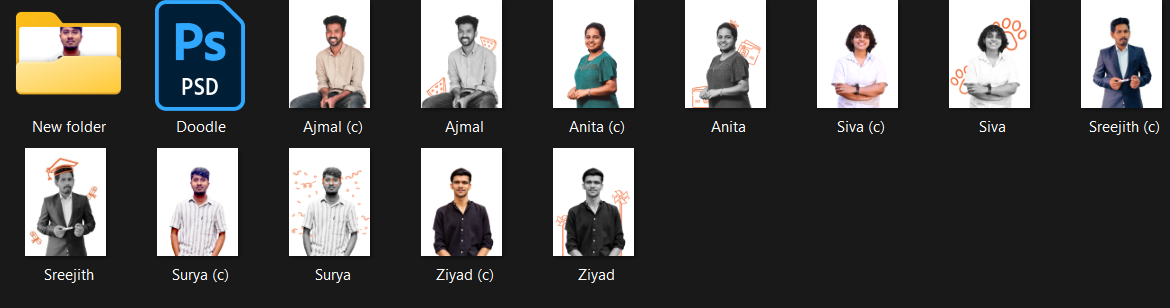 Ps
PSD
New folder
Doodle
Ajmal (c)
Ajmal
Anita (c)
Anita
Siva (c)
Siva
Sreejith (c)
Sreejith
Surya (c)
Surya
Ziyad (c)
Ziyad